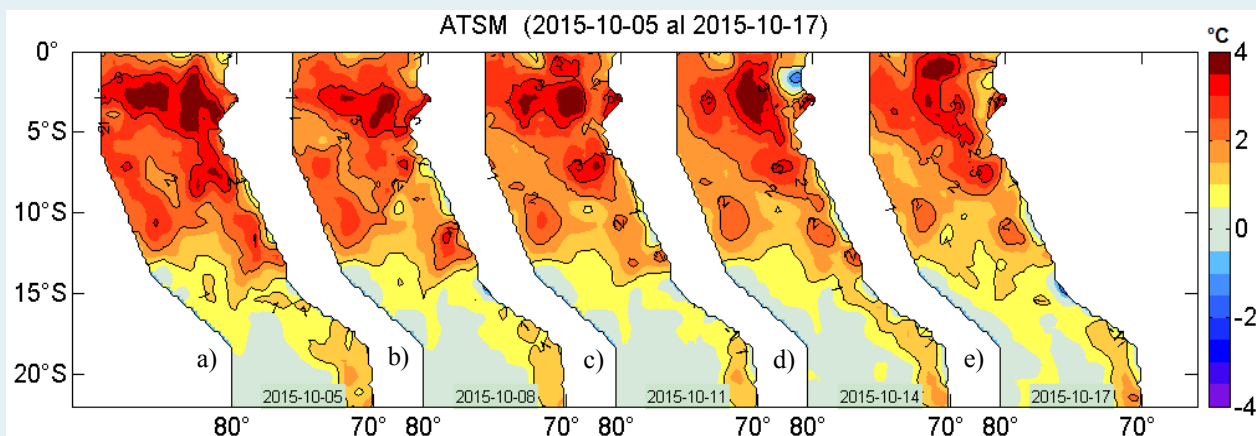 ATSM (2015-10-05 al 2015-10-17)
°C
0°
5°S
10°S
15°S
20°S
a) b) c) d) e)
2015-10-05 2015-10-08 2015-10-11 2015-10-14 2015-10-17
80° 70° 80° 70° 80° 70° 80° 70° 80° 70°
4
2
0
-2
-4